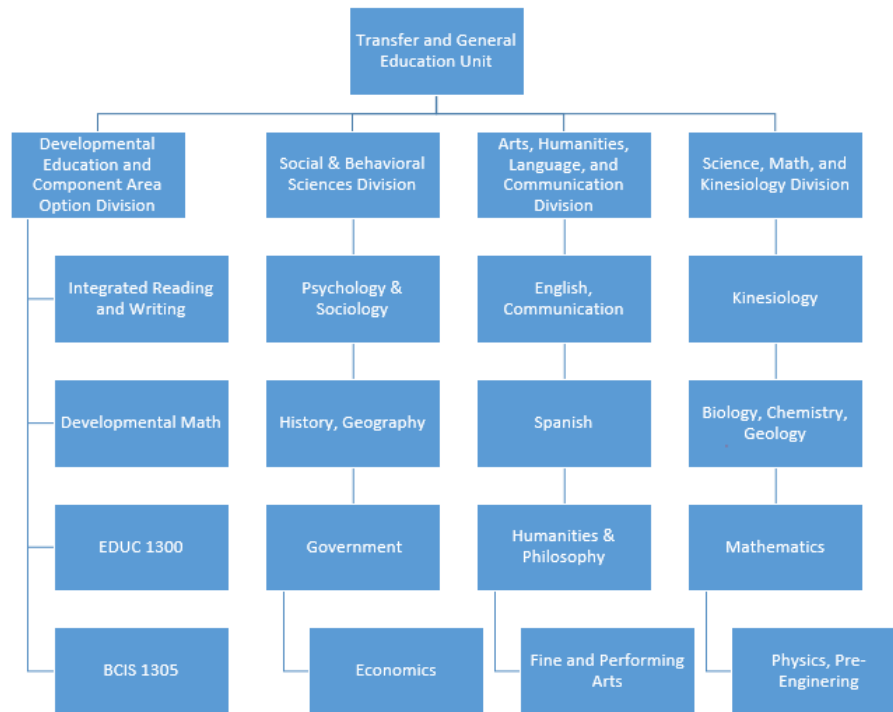 Transfer and General
Education Unit
Developmental
Education and
Component Area
Option Division
Social & Behavioral
Sciences Division
Arts, Humanities,
Language, and
Communication
Division
Science, Math, and
Kinesiology Division
Integrated Reading
and Writing
Psychology &
Sociology
English,
Communication
Kinesiology
Developmental Math
History, Geography
Spanish
Biology, Chemistry,
Geology
EDUC 1300
Government
Humanities &
Philosophy
Mathematics
BCIS 1305
Economics
Fine and Performing
Arts
Physics, Pre-
Enginering